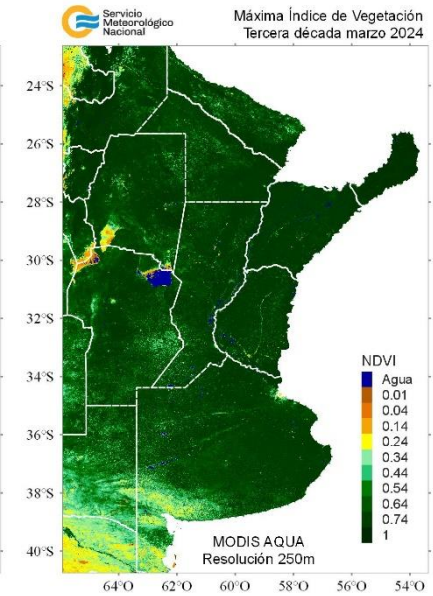 Servicio
Meteorológico
Nacional
Máxima Índice de Vegetación
Tercera década marzo 2024
24°S
26°S
28°S
30°S
32°S
34°S
36°S
38°S
40°S
NDVI
Agua
0.01
0.04
0.14
0.24
0.34
0.44
0.54
0.64
0.74
1
MODIS AQUA
Resolución 250m
64°O 62°O 60°O 58°O 56°O 54°O